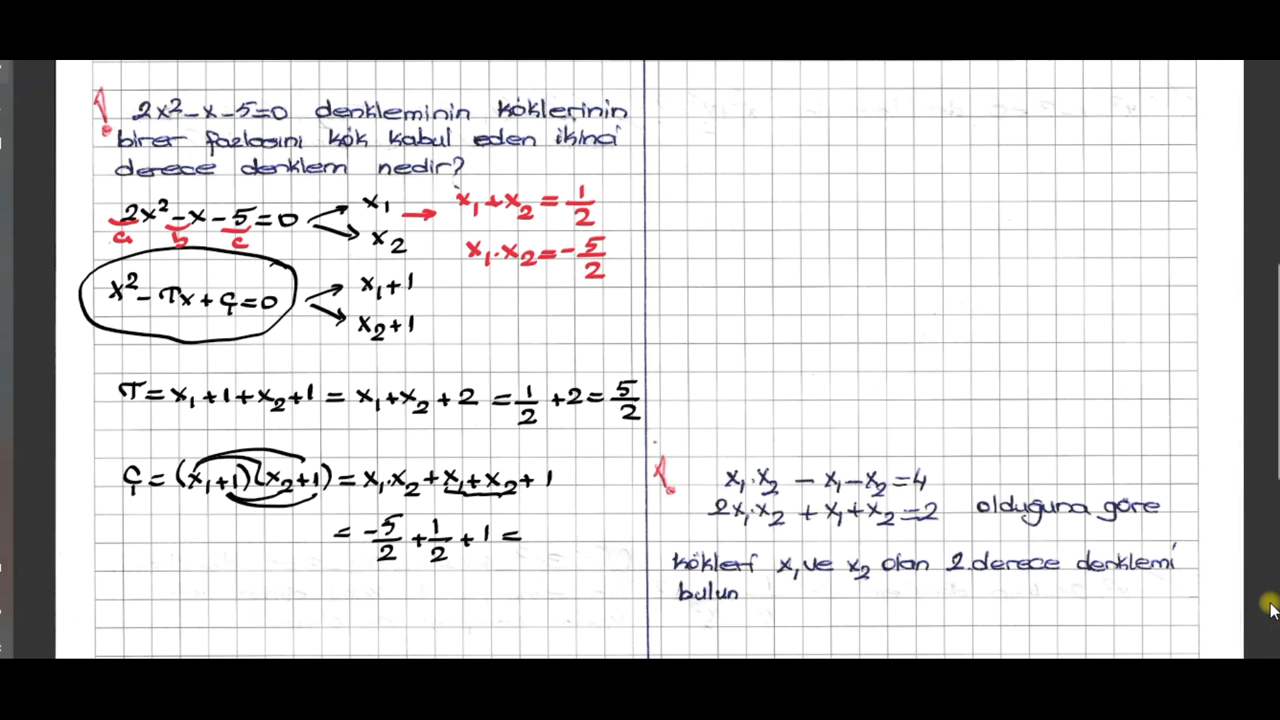 2x² - x - 5 = 0 denkleminin köklerinin
birer fazlasını kök kabul eden ikinci
derece denklem nedir?
2x² - x - 5 = 0 → x₁ → x₁ + x₂ = 1/2
a b c → x₂ x₁ . x₂ = - 5/2
x² - Tx + Ç = 0 → x₁ + 1
→ x₂ + 1
T = x₁ + 1 + x₂ + 1 = x₁ + x₂ + 2 = 1/2 + 2 = 5/2
Ç = (x₁ + 1)(x₂ + 1) = x₁ . x₂ + x₁ + x₂ + 1
= -5/2 + 1/2 + 1 =
x₁ . x₂ - x₁ - x₂ = 4
2x₁ . x₂ + x₁ + x₂ = 2 olduğuna göre
kökleri x₁ ve x₂ olan 2. derece denklemi
bulun